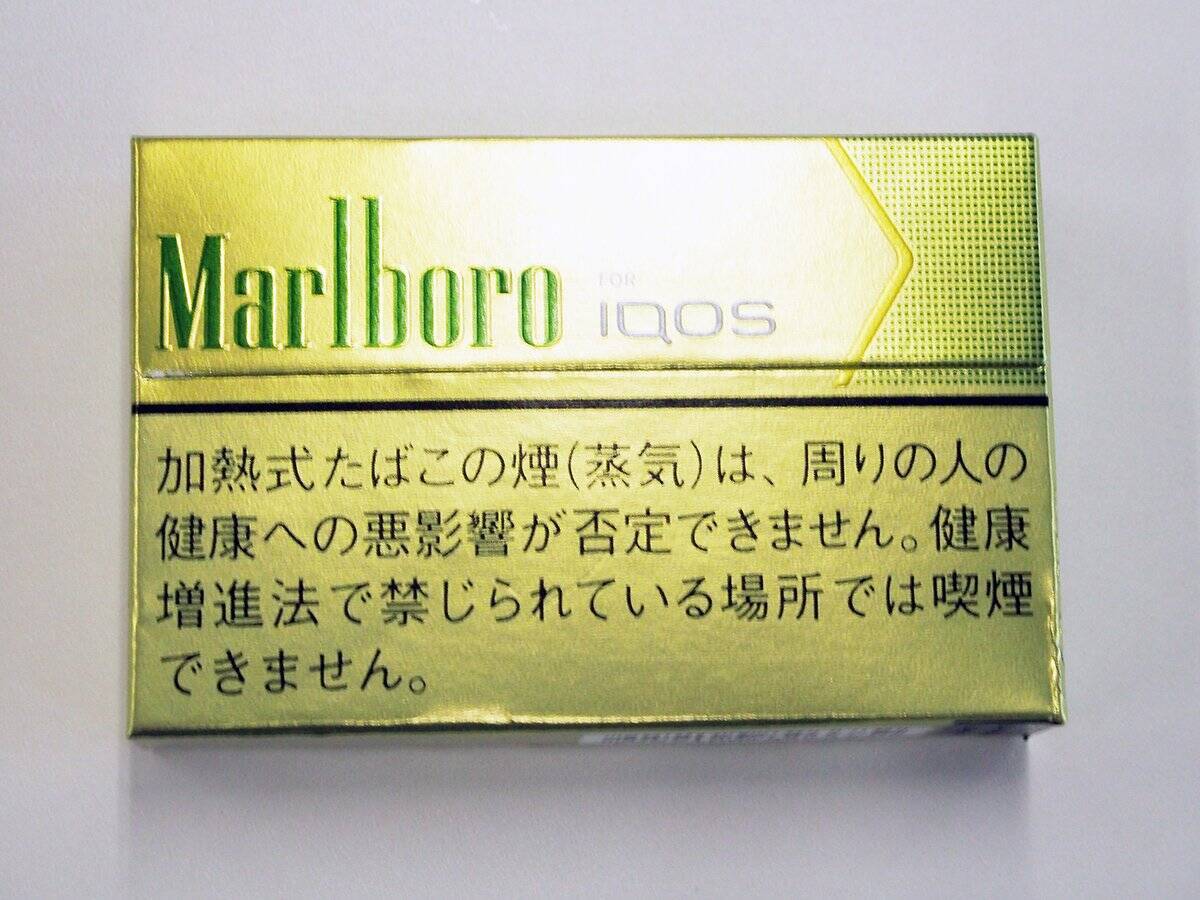 Marlboro
FOR
IQOS
加熱式たばこの煙(蒸気)は、周りの人の
健康への悪影響が否定できません。健康
増進法で禁じられている場所では喫煙
できません。